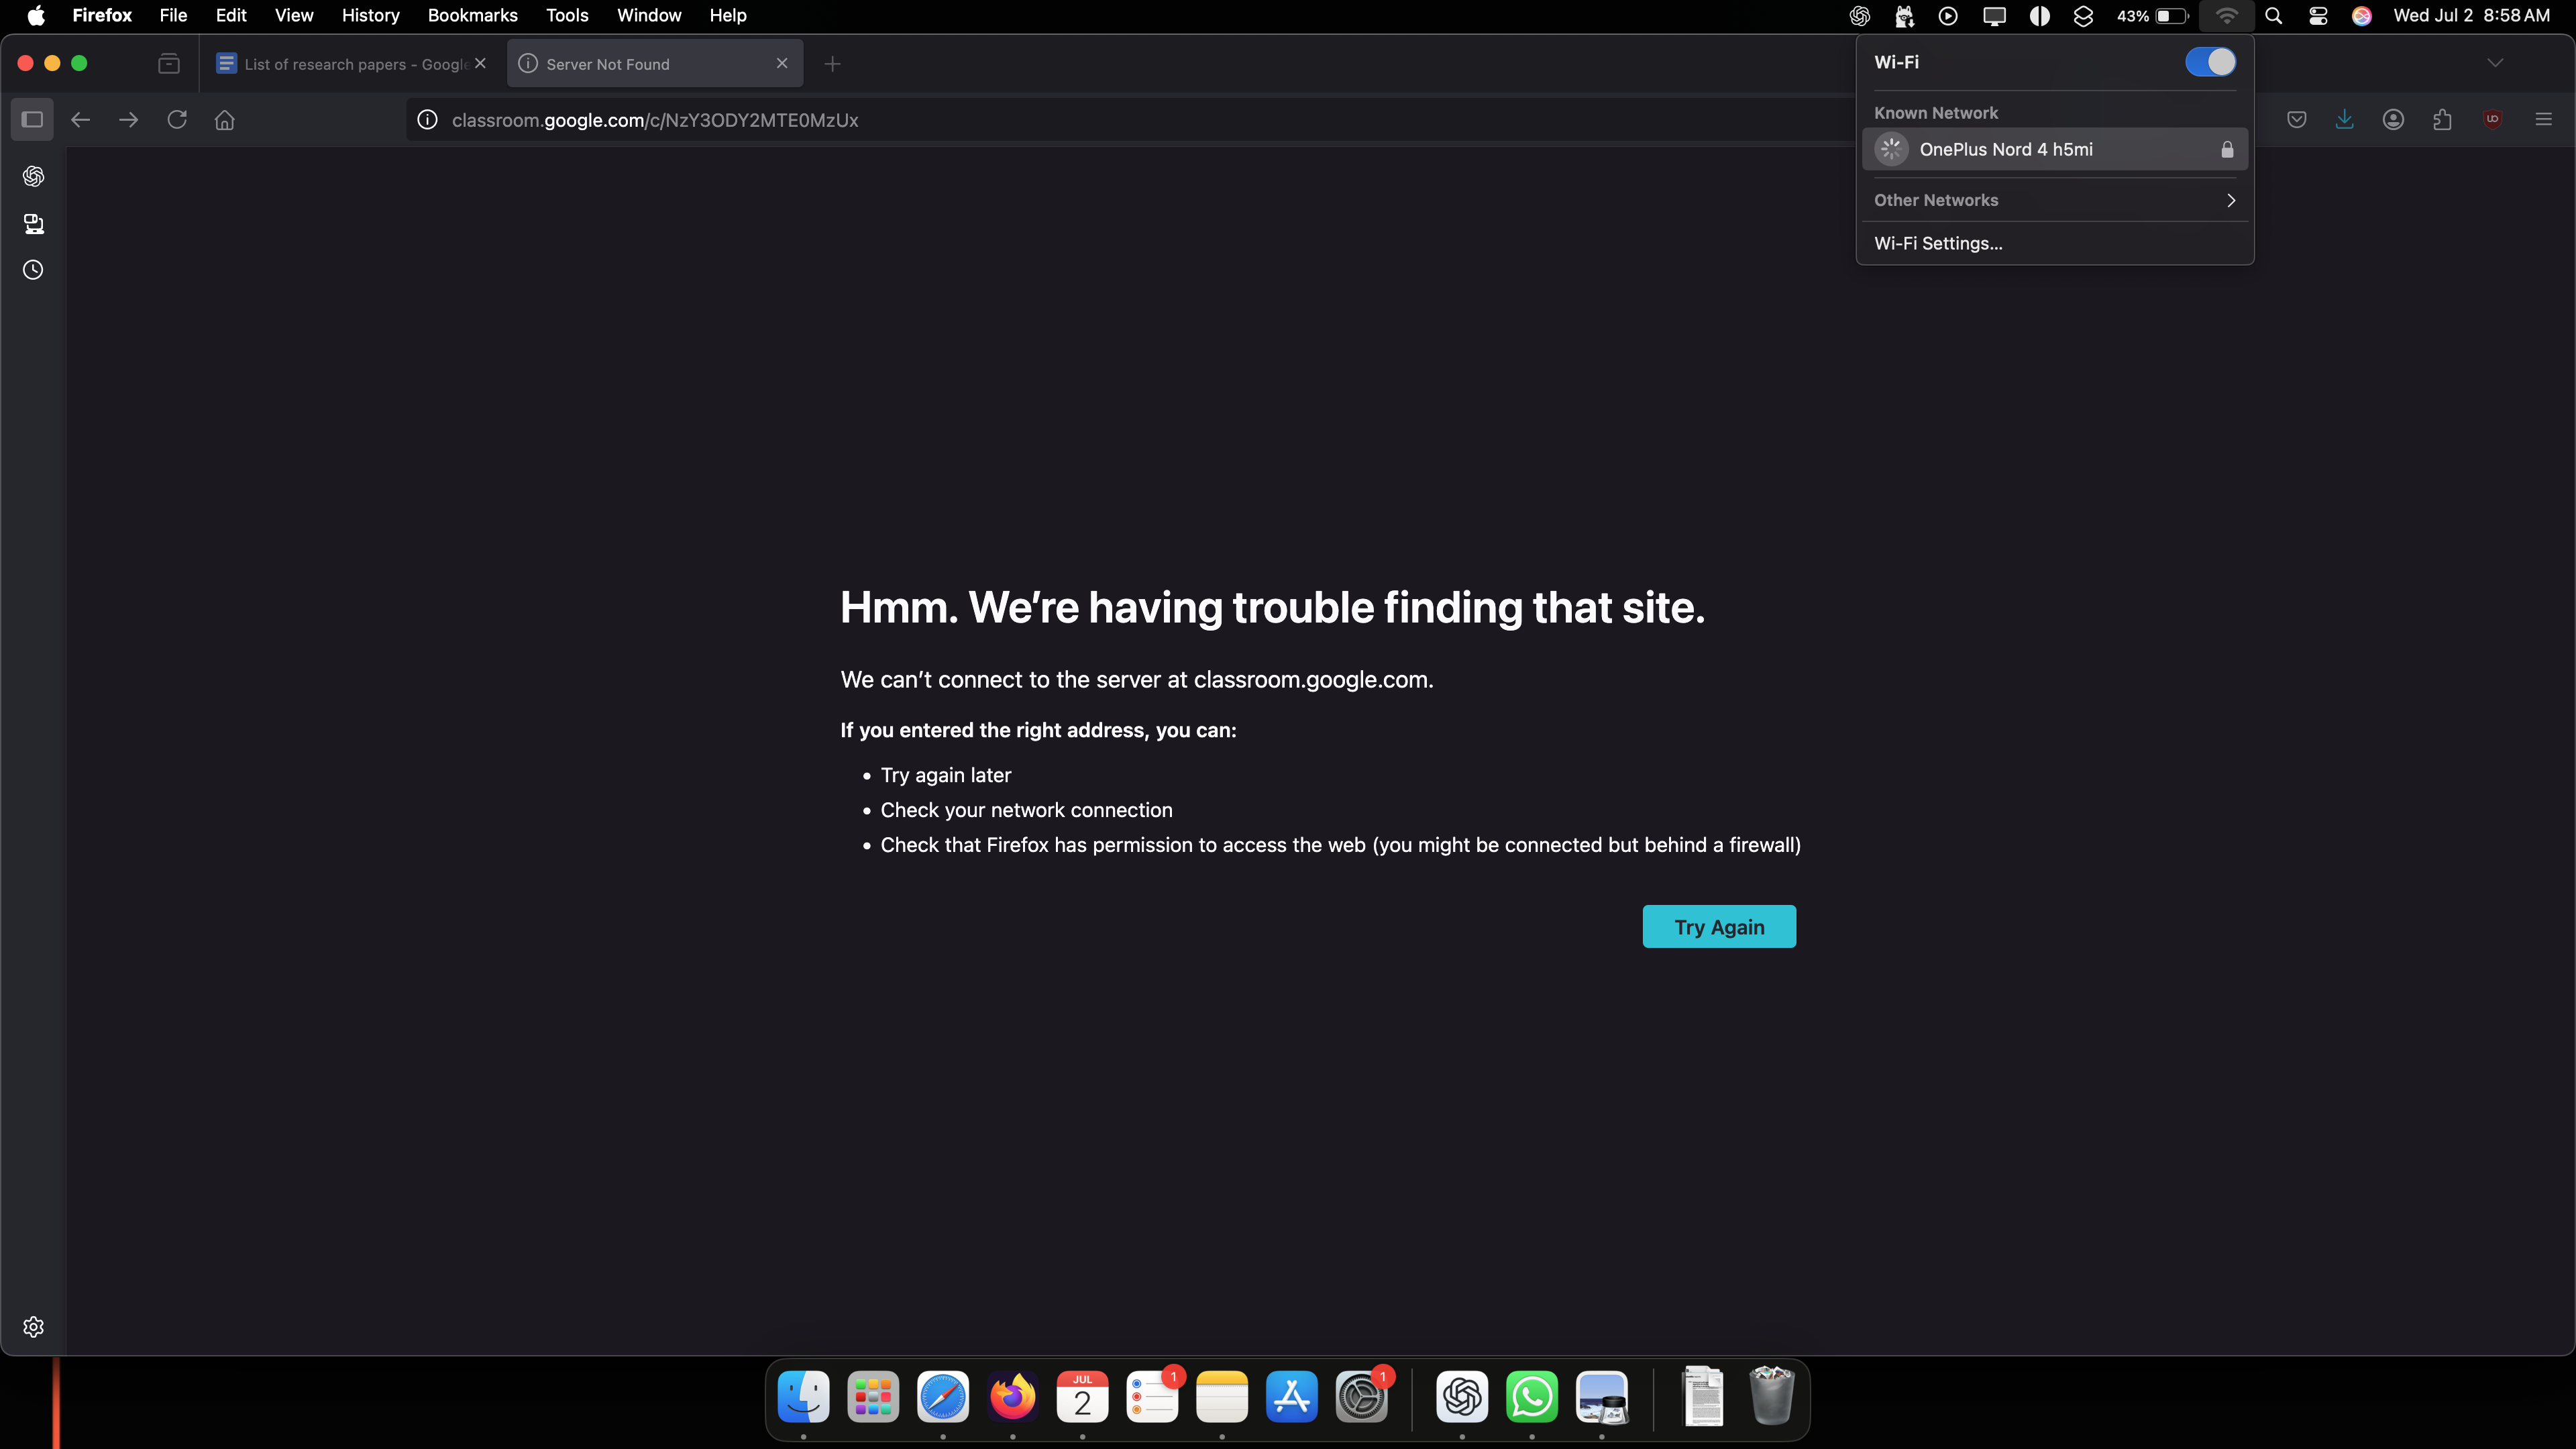 Firefox File Edit View History Bookmarks Tools Window Help 43% Wed Jul 2 8:58 AM
List of research papers - Google
Server Not Found
classroom.google.com/c/NzY3ODY2MTE0MzUx
Wi-Fi
Known Network
OnePlus Nord 4 h5mi
Other Networks
Wi-Fi Settings...
Hmm. We’re having trouble finding that site.
We can’t connect to the server at classroom.google.com.
If you entered the right address, you can:
• Try again later
• Check your network connection
• Check that Firefox has permission to access the web (you might be connected but behind a firewall)
Try Again
JUL
2
1
1